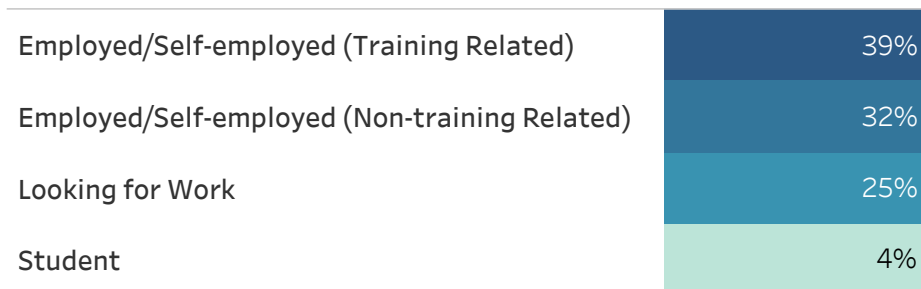 Employed/Self-employed (Training Related) 39%
Employed/Self-employed (Non-training Related) 32%
Looking for Work 25%
Student 4%